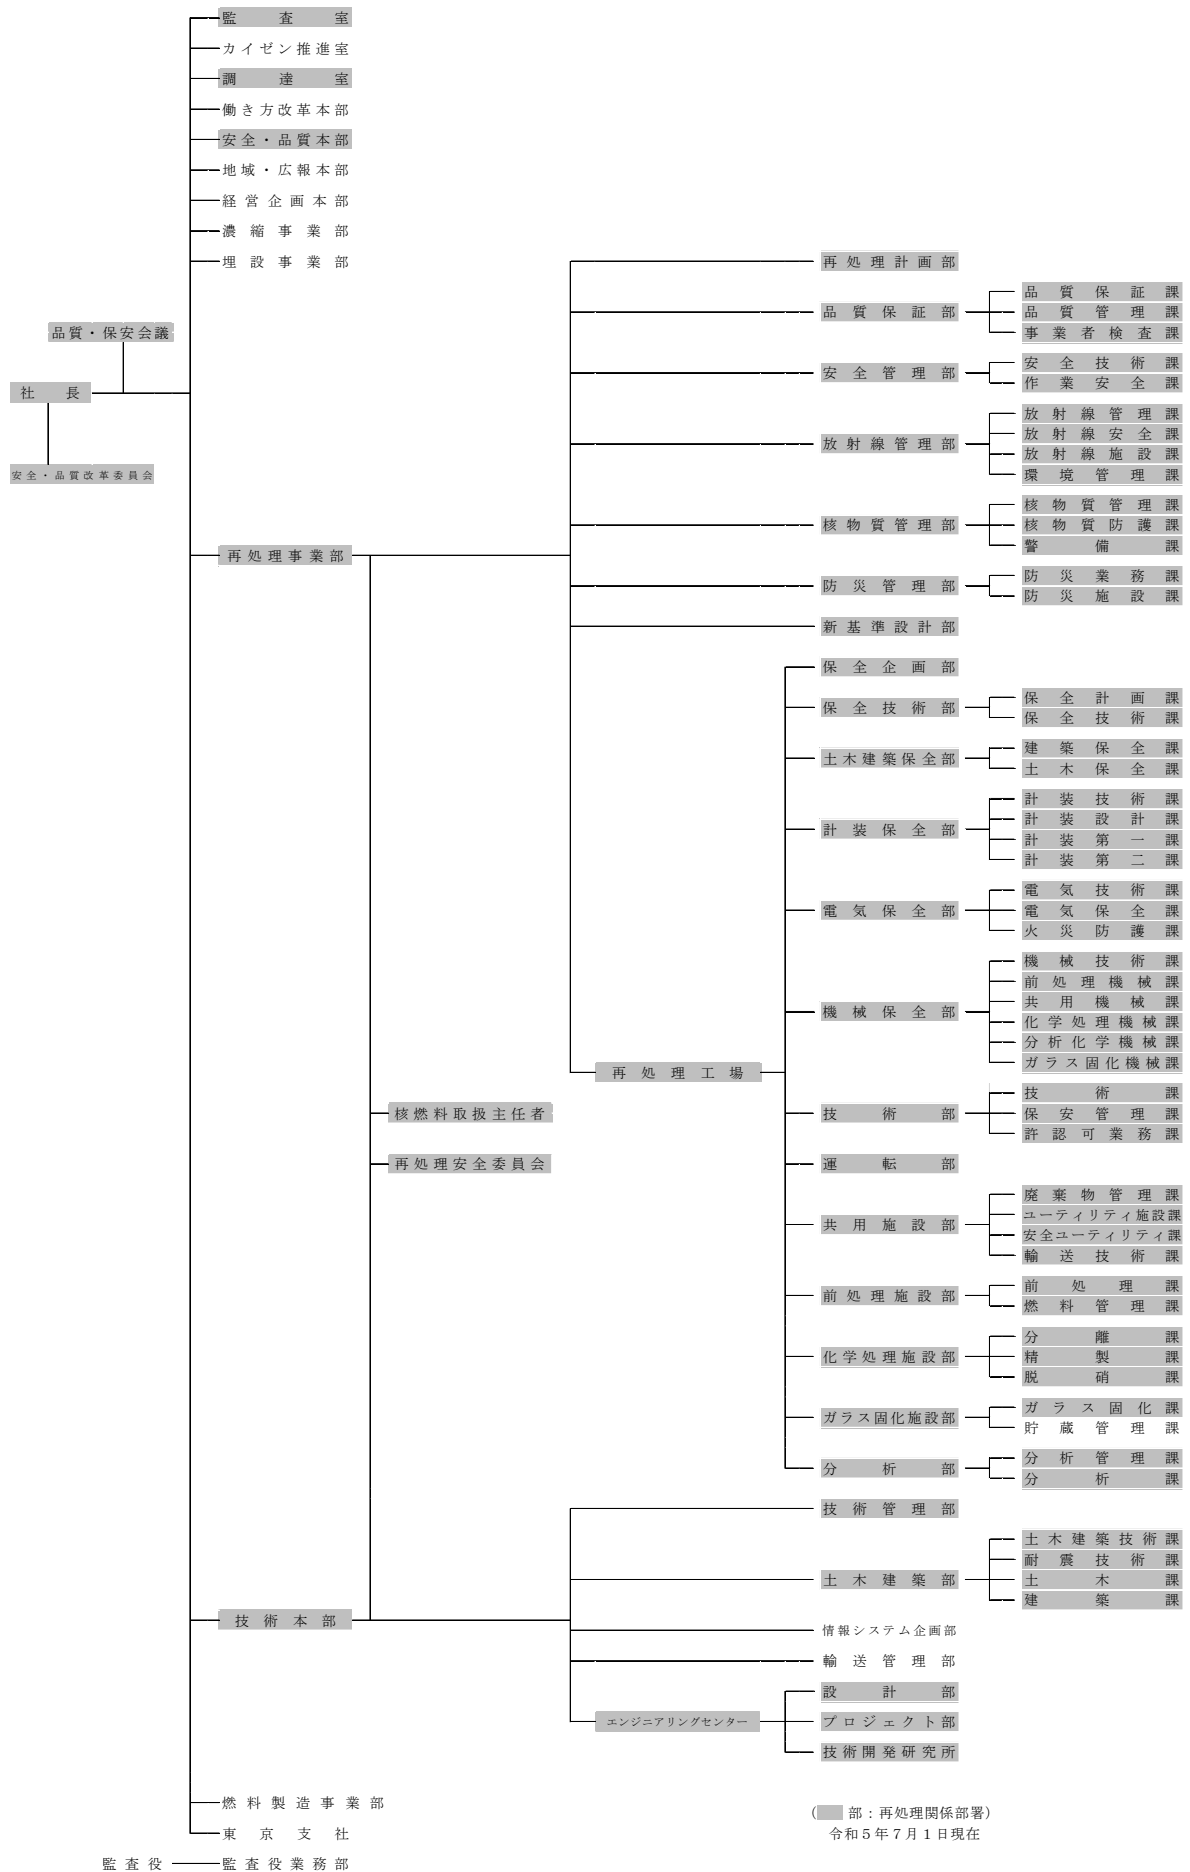 監査室
カイゼン推進室
調達室
働き方改革本部
安全・品質本部
地域・広報本部
経営企画本部
濃縮事業部
埋設事業部
再処理計画部
品質保証課
品質保証部
品質管理課
事業者検査課
品質・保安会議
安全技術課
安全管理部
作業安全課
社長
放射線管理課
放射線安全課
放射線管理部
放射線施設課
環境管理課
安全・品質改革委員会
核物質管理課
核物質管理部
核物質防護課
警備課
再処理事業部
防災業務課
防災管理部
防災施設課
新基準設計部
保全企画部
保全計画課
保全技術部
保全技術課
建築保全課
土木建築保全部
土木保全課
計装技術課
計装設計課
計装保全部
計装第一課
計装第二課
電気技術課
電気保全部
電気保全課
火災防護課
機械技術課
前処理機械課
共用機械課
機械保全部
化学処理機械課
分析化学機械課
ガラス固化機械課
再処理工場
技術課
核燃料取扱主任者
技術部
保安管理課
許認可業務課
再処理安全委員会
運転部
廃棄物管理課
ユーティリティ施設課
共用施設部
安全ユーティリティ課
輸送技術課
前処理課
前処理施設部
燃料管理課
分離課
化学処理施設部
精製課
脱硝課
ガラス固化課
ガラス固化施設部
貯蔵管理課
分析管理課
分析部
分析課
技術管理部
土木建築技術課
耐震技術課
土木建築部
土木課
建築課
技術本部
情報システム企画部
輸送管理部
設計部
エンジニアリングセンター
プロジェクト部
技術開発研究所
燃料製造事業部
(部：再処理関係部署)
東京支社
令和5年7月1日現在
監査役 監査役業務部